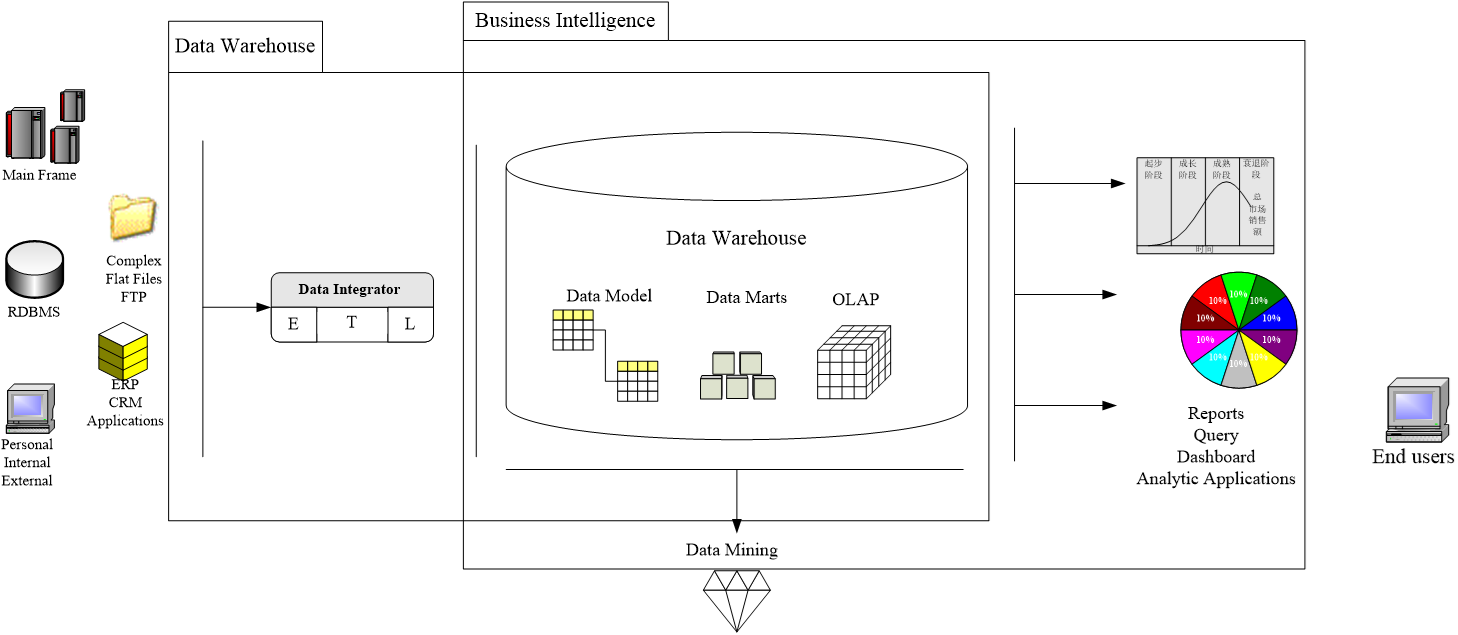 Business Intelligence
Data Warehouse
Main Frame
Complex
Flat Files
FTP
RDBMS
ERP
CRM
Applications
Personal
Internal
External
Data Integrator
E
T
L
Data Warehouse
Data Model
Data Marts
OLAP
Data Mining
起步
阶段
成长
阶段
成熟
阶段
衰退阶
段
总
市场
销售
额
时间
10%
10%
10%
10%
10%
10%
10%
10%
10%
10%
Reports
Query
Dashboard
Analytic Applications
End users